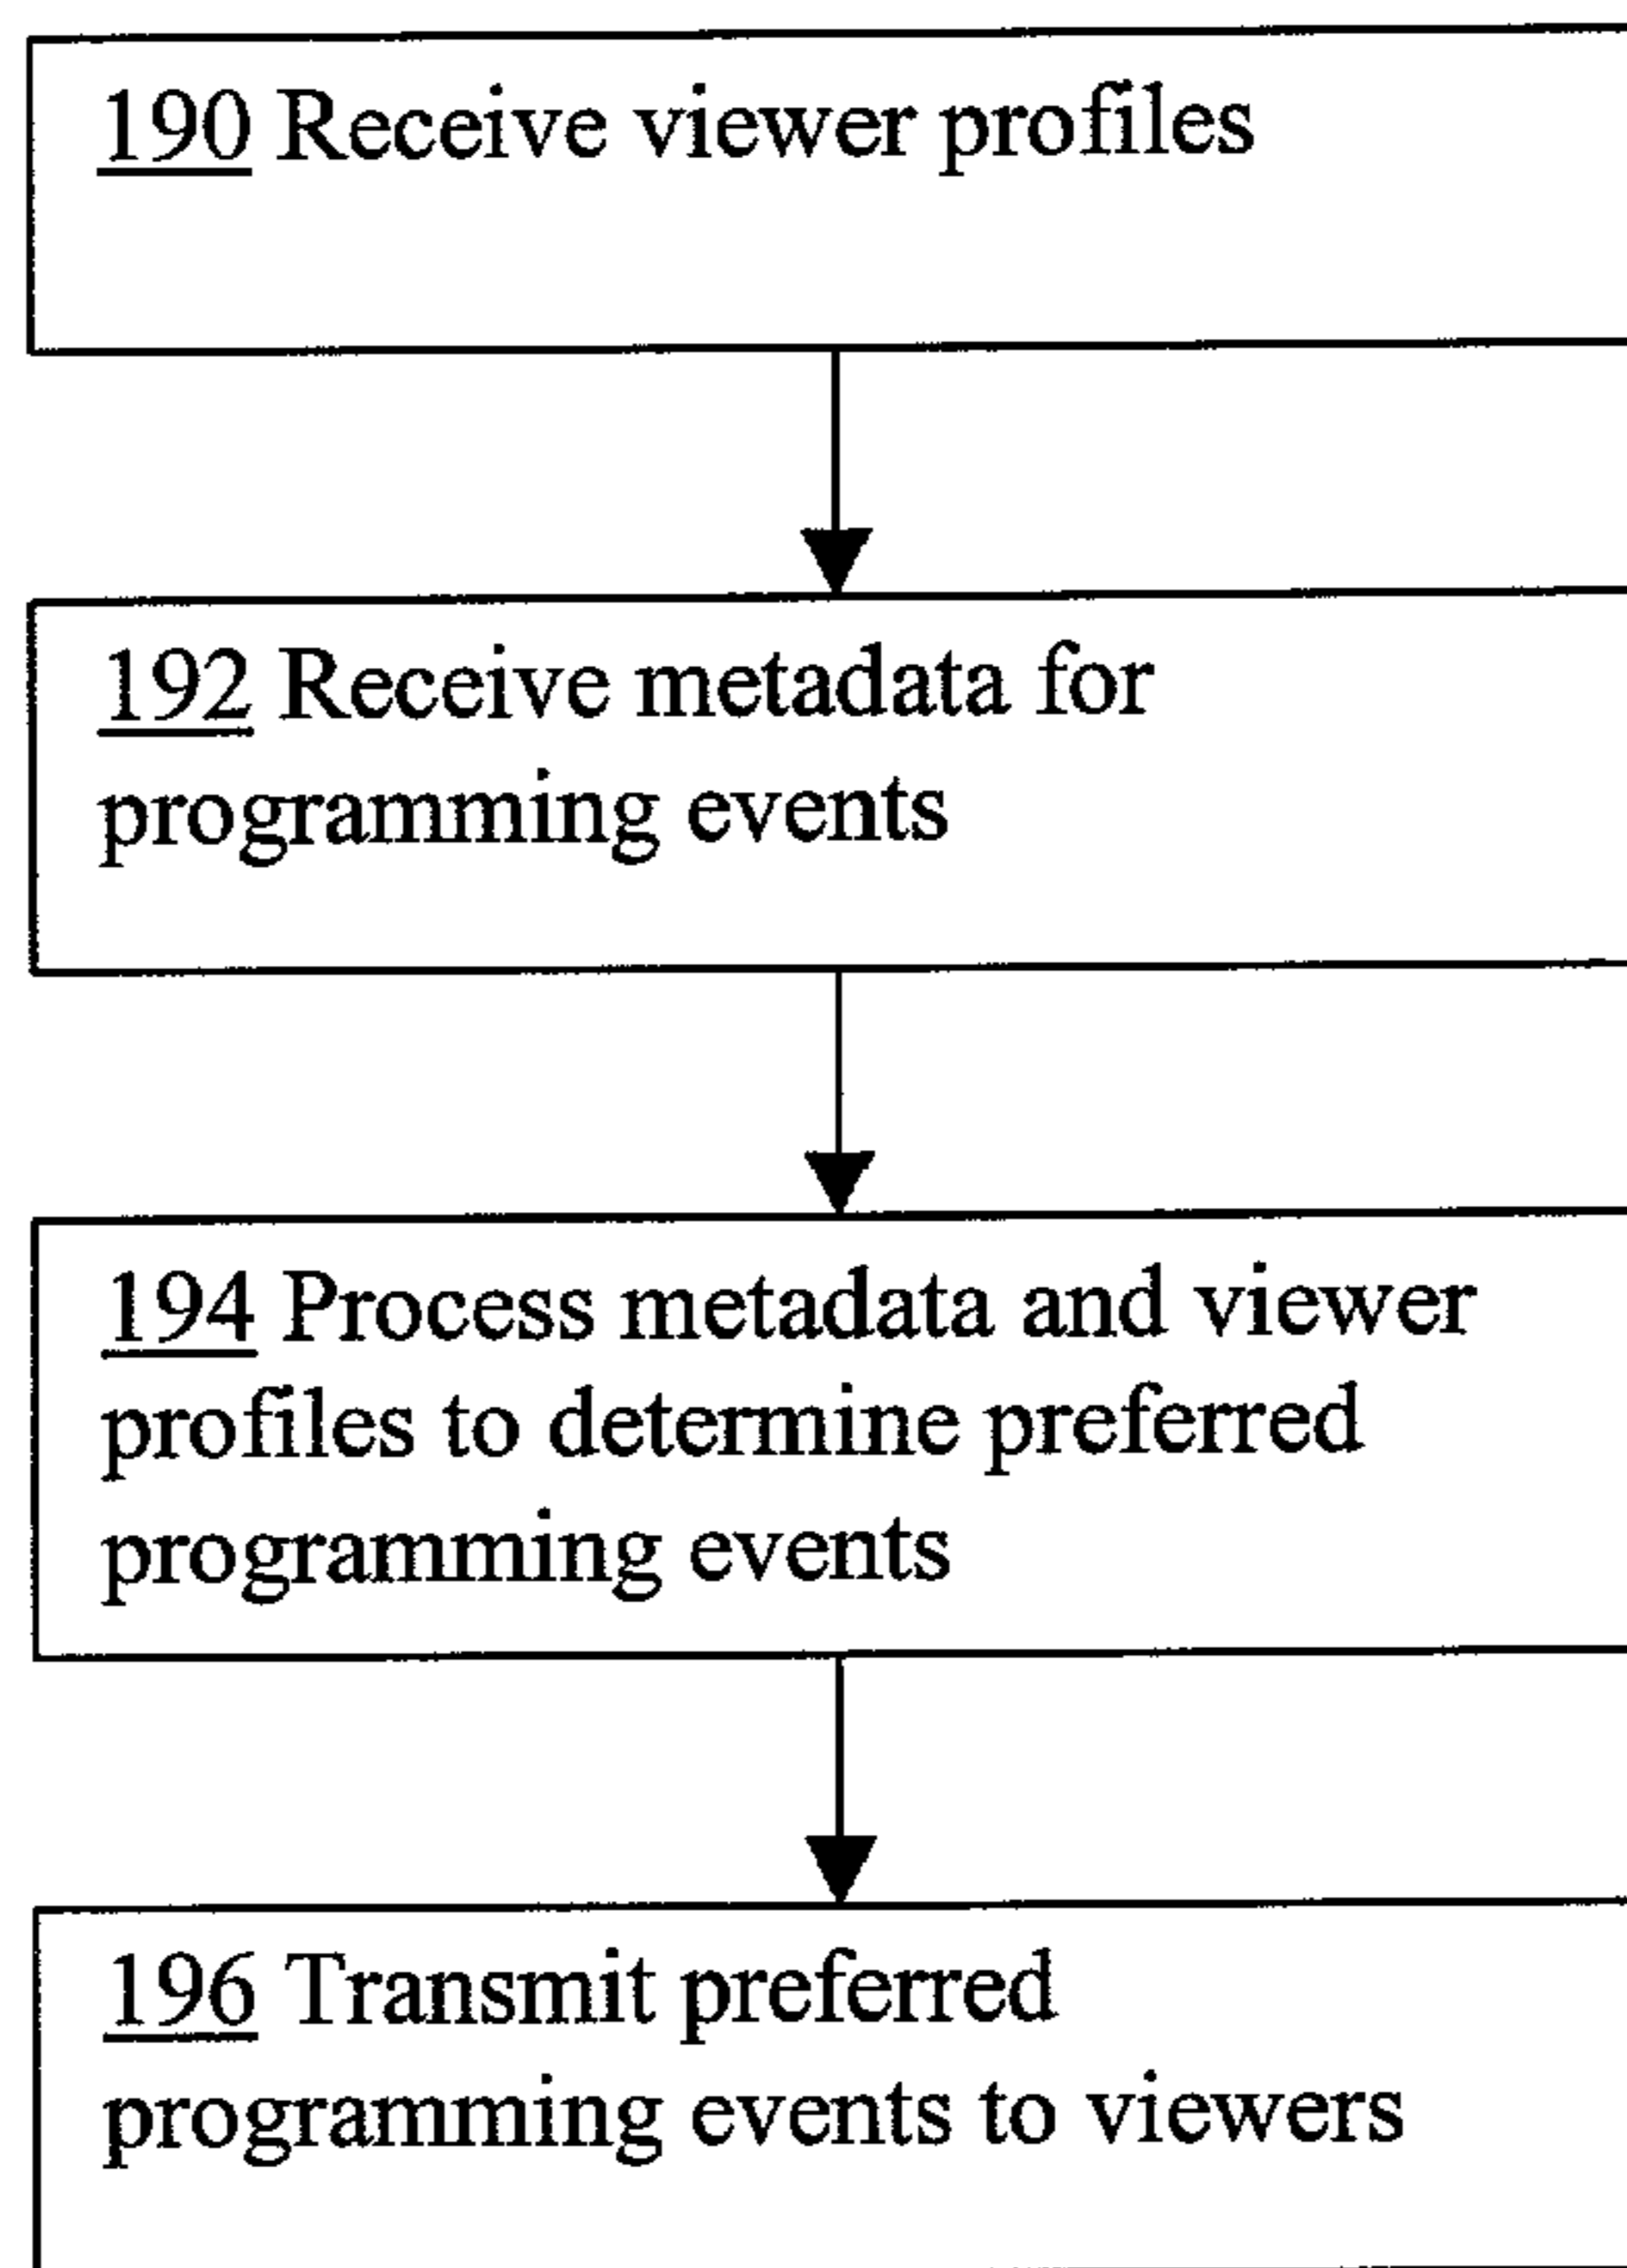 190 Receive viewer profiles
192 Receive metadata for
programming events
194 Process metadata and viewer
profiles to determine preferred
programming events
196 Transmit preferred
programming events to viewers